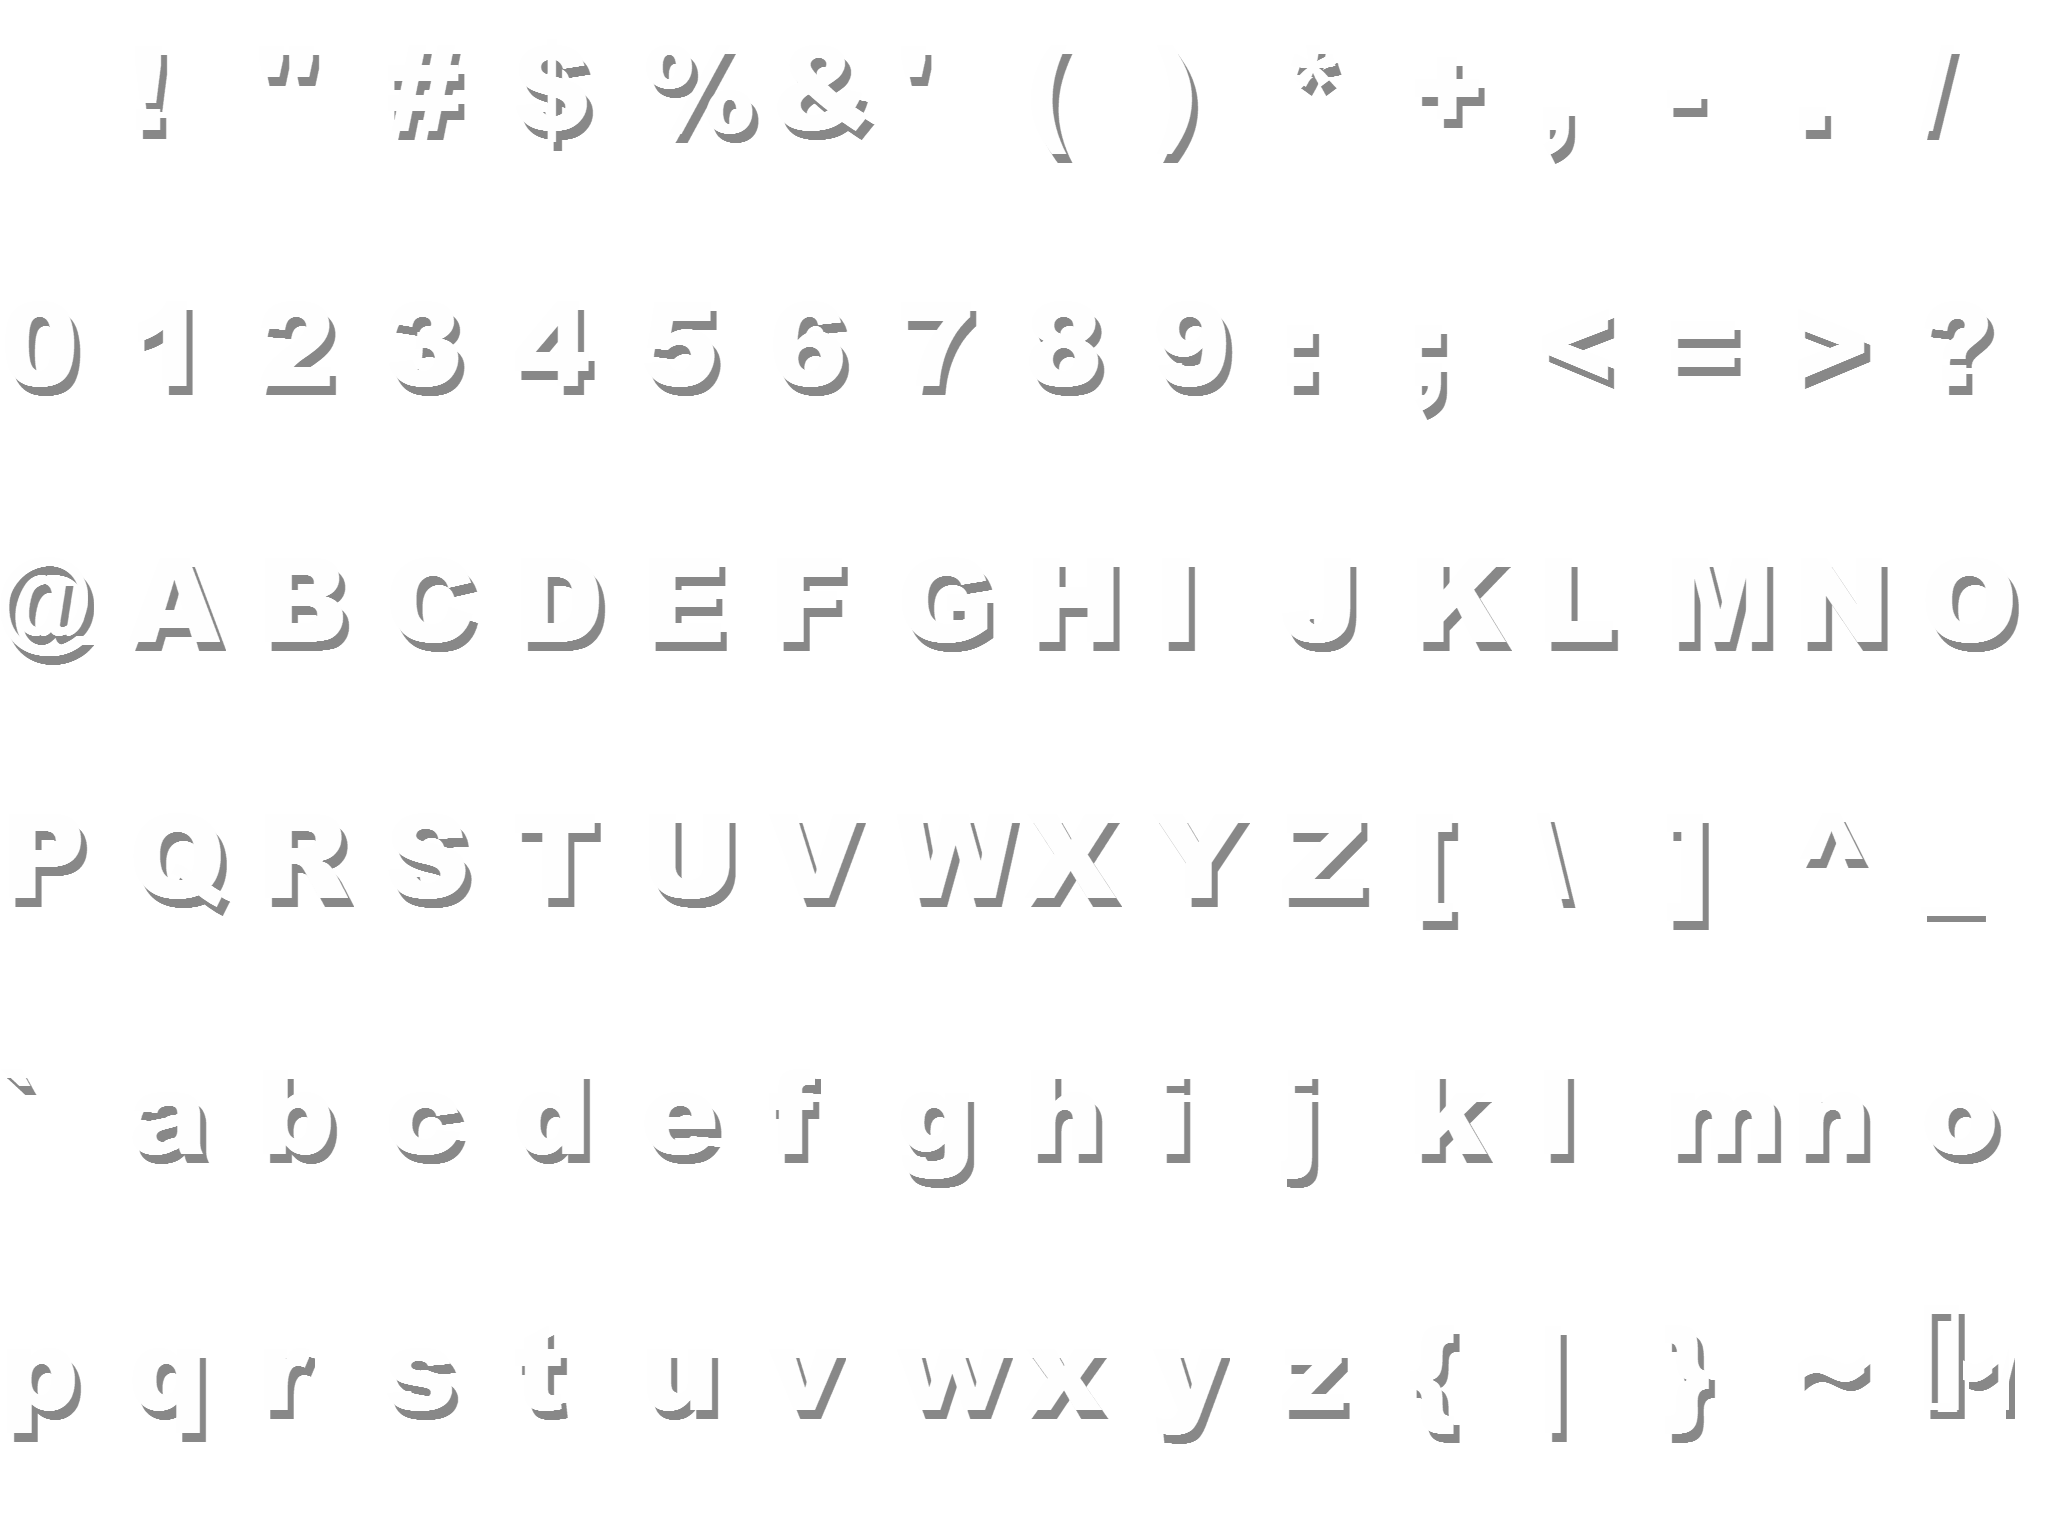 ! " # $ % & ' ( ) * + , - . /
0 1 2 3 4 5 6 7 8 9 : ; < = > ?
@ A B C D E F G H I J K L M N O
P Q R S T U V W X Y Z [ \ ] ^ _
` a b c d e f g h i j k l m n o
p q r s t u v w x y z { | } ~